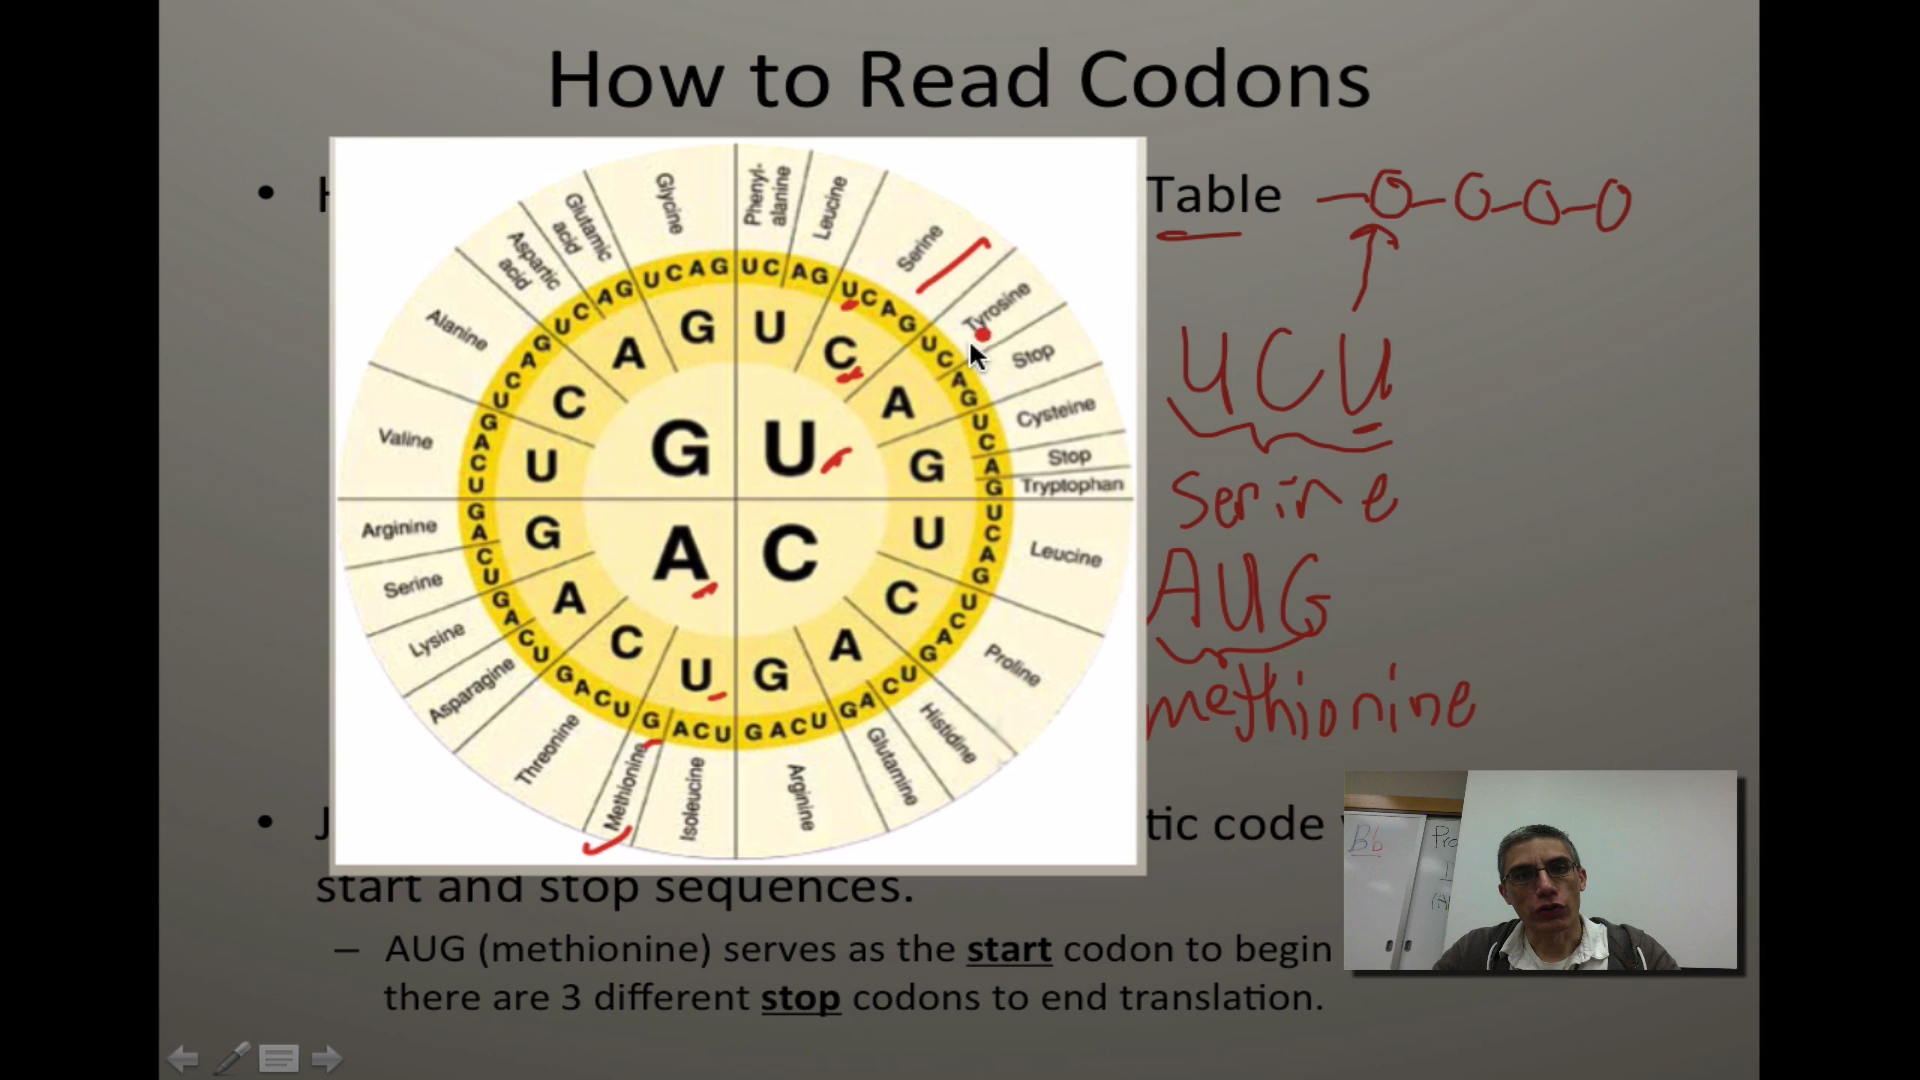 How to Read Codons
• Table
UCU
Serine
AUG
methionine
Glycine
Phenyl-
alanine
Leucine
Serine
Tyrosine
Stop
Cysteine
Stop
Tryptophan
Leucine
Proline
Histidine
Glutamine
Arginine
Isoleucine
Methionine
Threonine
Asparagine
Lysine
Serine
Arginine
Valine
Alanine
Aspartic
acid
Glutamic
acid
G U
A C
U C A G
U C A G
U C A G
U C A G
U C A G U C A G U C A G U C A G
U C A G U C A G U C A G U C A G
U C A G U C A G U C A G U C A G
U C A G U C A G U C A G U C A G
• J tic code
start and stop sequences.
– AUG (methionine) serves as the start codon to begin
there are 3 different stop codons to end translation.
Bb
Pro